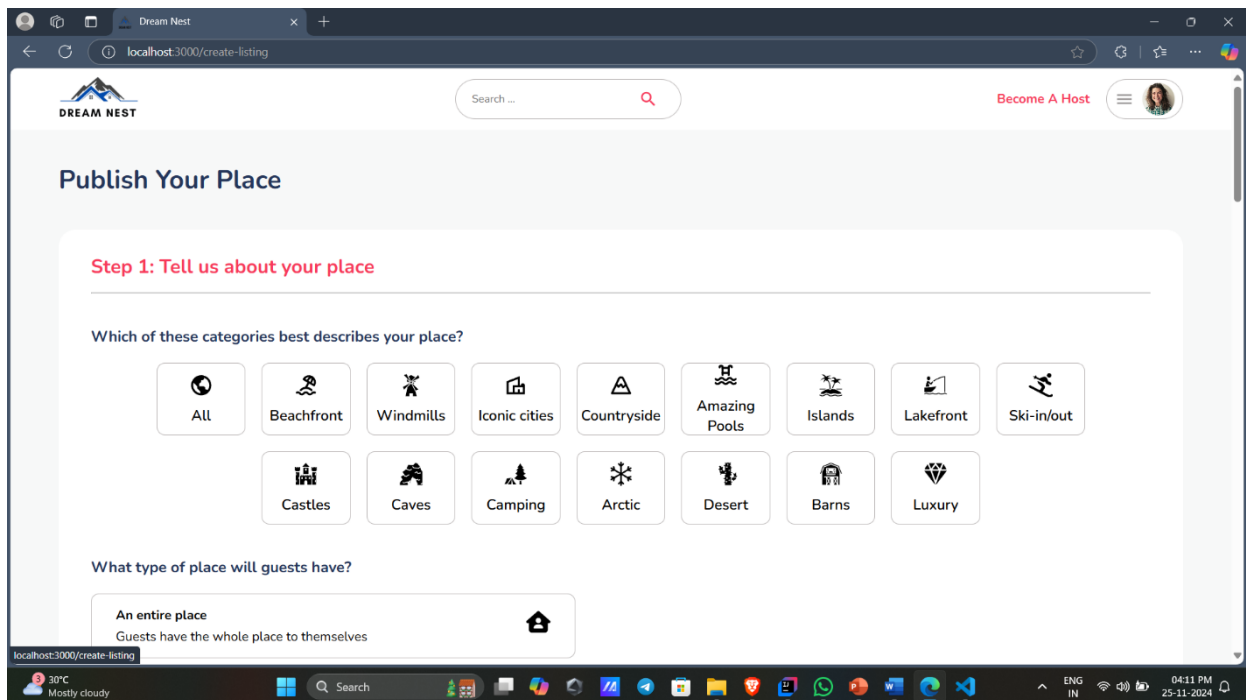 Dream Nest
localhost:3000/create-listing
DREAM NEST
Search ...
Become A Host
Publish Your Place
Step 1: Tell us about your place
Which of these categories best describes your place?
All
Beachfront
Windmills
Iconic cities
Countryside
Amazing
Pools
Islands
Lakefront
Ski-in/out
Castles
Caves
Camping
Arctic
Desert
Barns
Luxury
What type of place will guests have?
An entire place
Guests have the whole place to themselves
localhost:3000/create-listing
3
30°C
Mostly cloudy
Search
ENG
IN
04:11 PM
25-11-2024